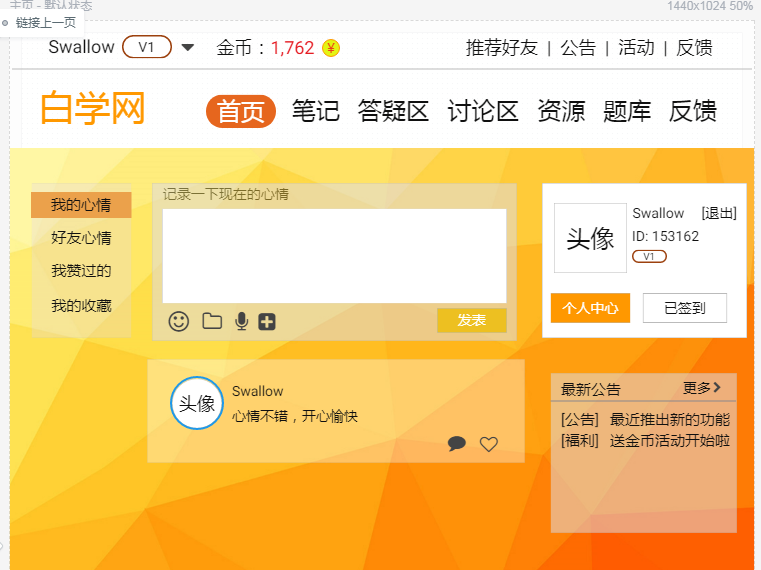 主页 - 默认状态 1440x1024 50%
链接上一页
Swallow V1 金币：1,762 ¥ 推荐好友 | 公告 | 活动 | 反馈
白学网 首页 笔记 答疑区 讨论区 资源 题库 反馈
我的心情
好友心情
我赞过的
我的收藏
记录一下现在的心情
发表
头像
Swallow [退出]
ID: 153162
V1
个人中心 已签到
头像
Swallow
心情不错，开心愉快
最新公告 更多
[公告] 最近推出新的功能
[福利] 送金币活动开始啦